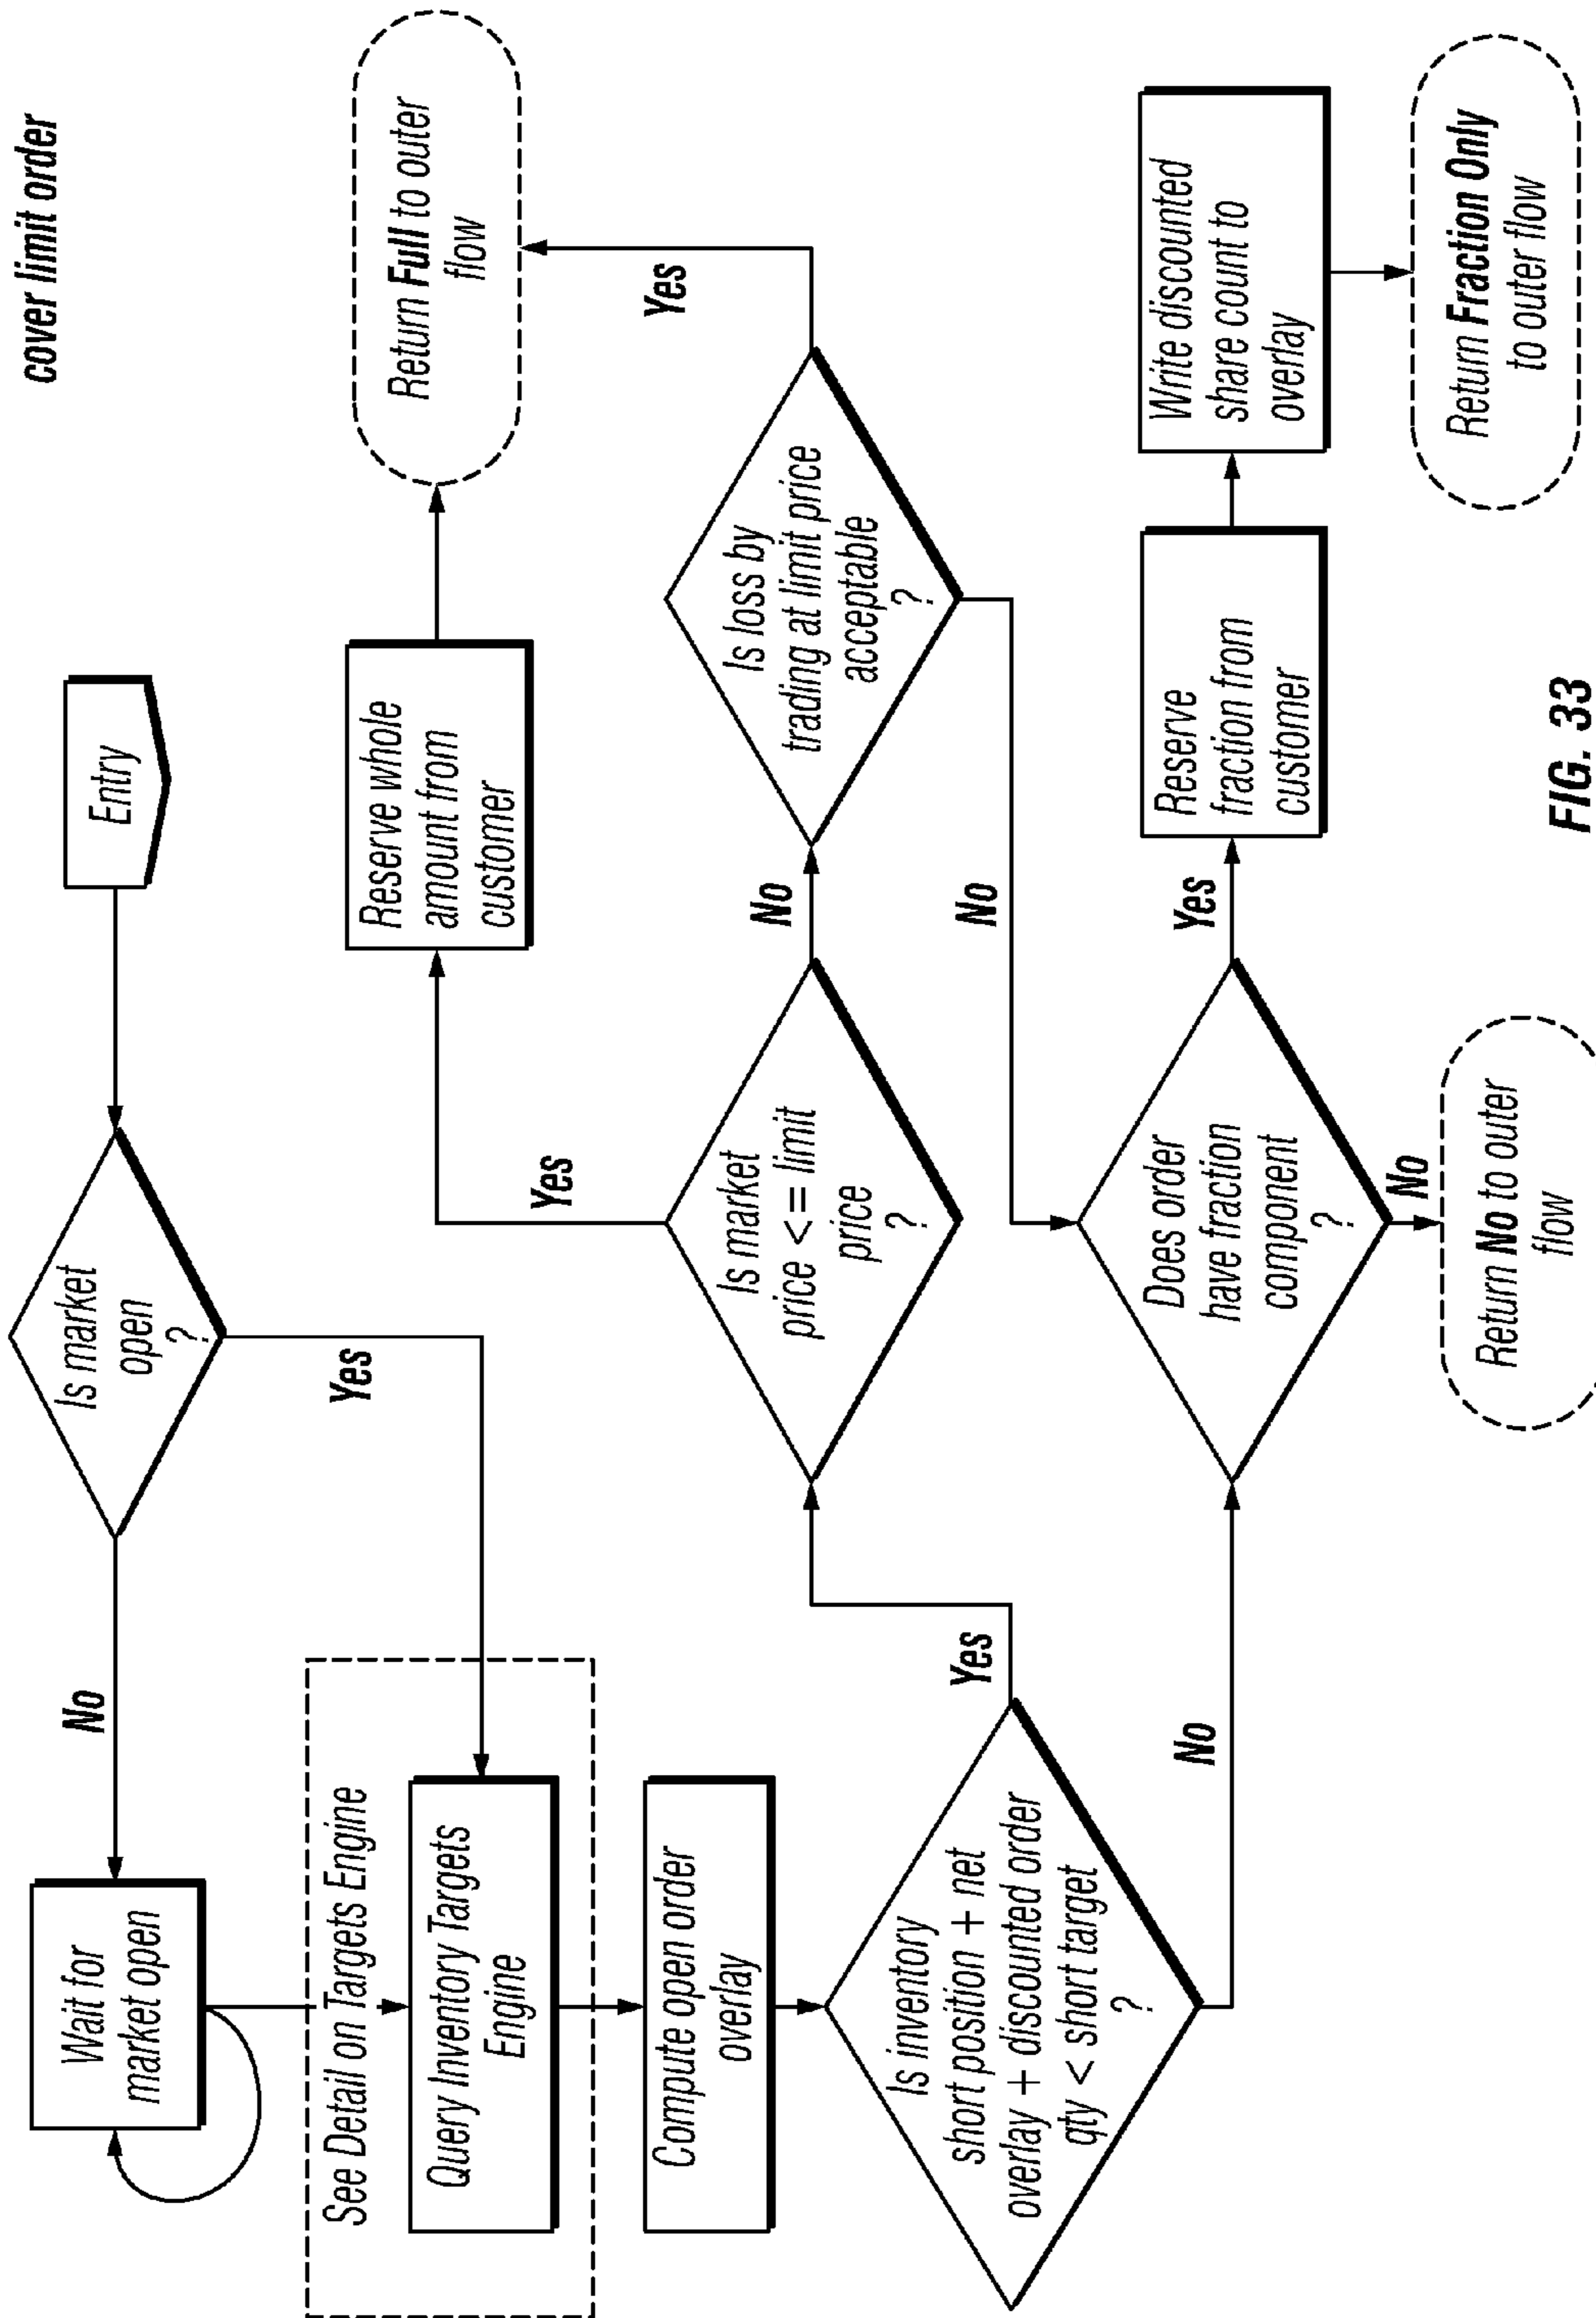 cover limit order
Entry
Is market
open
?
No
Yes
Wait for
market open
See Detail on Targets Engine
Query Inventory Targets
Engine
Compute open order
overlay
Is inventory
short position + net
overlay + discounted order
qty < short target
?
Yes
No
Is market
price <= limit
price
?
Yes
No
Reserve whole
amount from
customer
Return Full to outer
flow
Is loss by
trading at limit price
acceptable
?
Yes
No
Does order
have fraction
component
?
Yes
No
Reserve
fraction from
customer
Write discounted
share count to
overlay
Return No to outer
flow
Return Fraction Only
to outer flow
FIG. 33